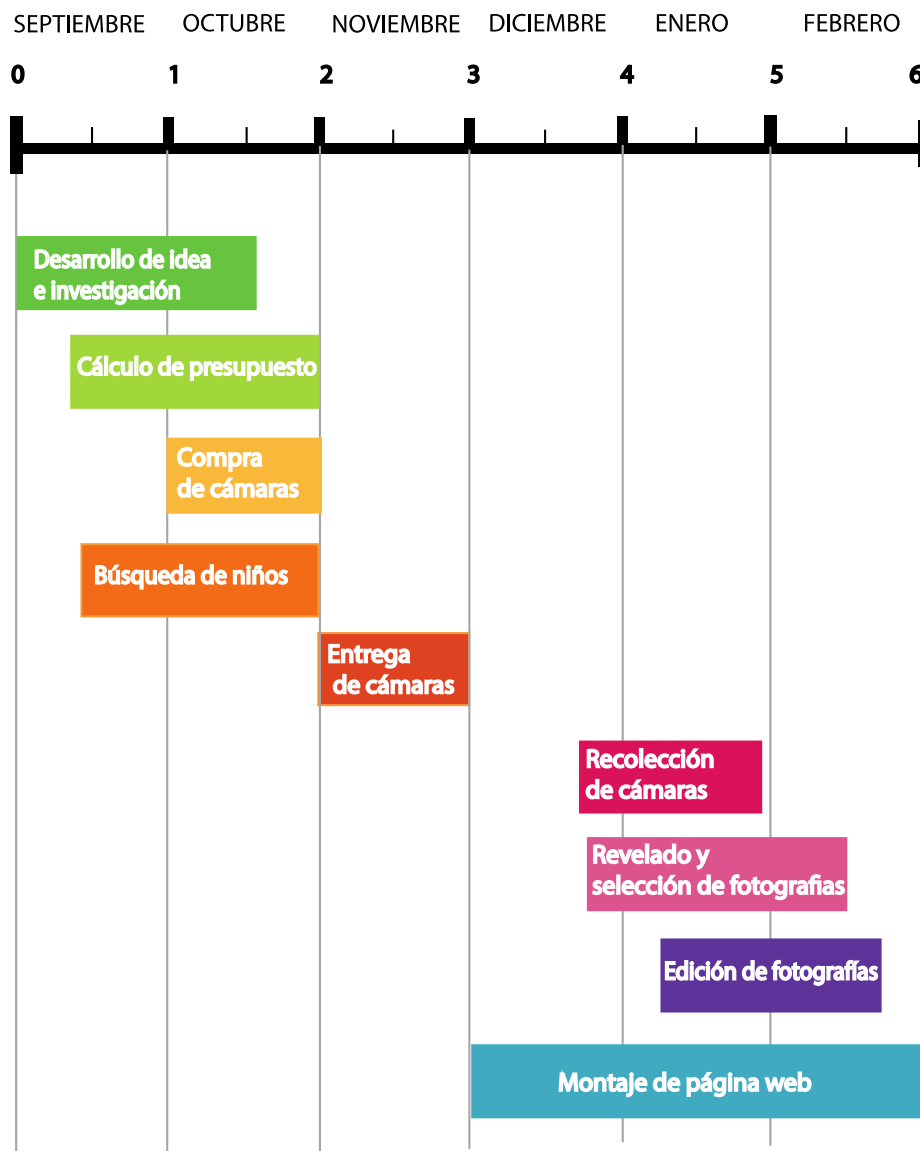 SEPTIEMBRE OCTUBRE NOVIEMBRE DICIEMBRE ENERO FEBRERO
0 1 2 3 4 5 6
Desarrollo de idea
e investigación
Cálculo de presupuesto
Compra
de cámaras
Búsqueda de niños
Entrega
de cámaras
Recolección
de cámaras
Revelado y
selección de fotografias
Edición de fotografías
Montaje de página web